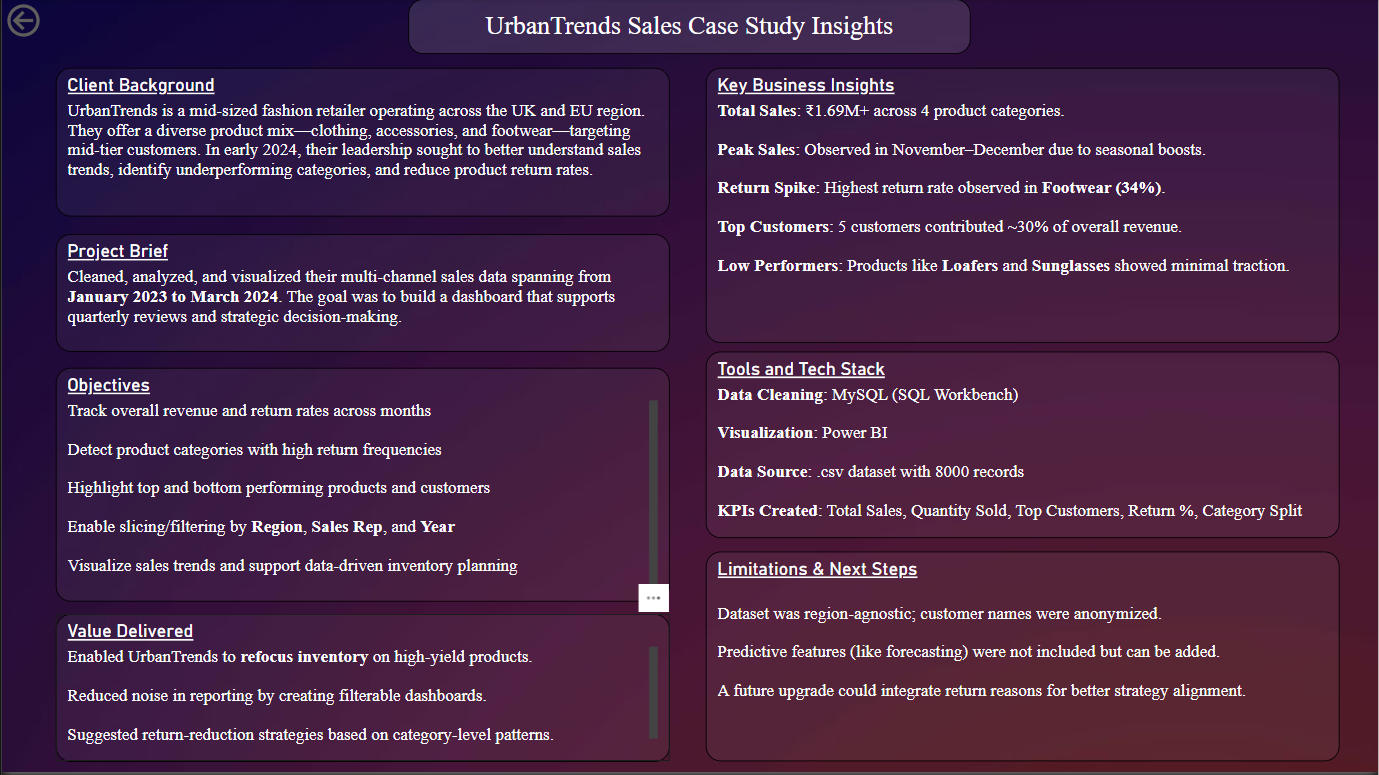 UrbanTrends Sales Case Study Insights
Client Background
UrbanTrends is a mid-sized fashion retailer operating across the UK and EU region.
They offer a diverse product mix—clothing, accessories, and footwear—targeting
mid-tier customers. In early 2024, their leadership sought to better understand sales
trends, identify underperforming categories, and reduce product return rates.
Project Brief
Cleaned, analyzed, and visualized their multi-channel sales data spanning from
January 2023 to March 2024. The goal was to build a dashboard that supports
quarterly reviews and strategic decision-making.
Objectives
Track overall revenue and return rates across months
Detect product categories with high return frequencies
Highlight top and bottom performing products and customers
Enable slicing/filtering by Region, Sales Rep, and Year
Visualize sales trends and support data-driven inventory planning
Value Delivered
Enabled UrbanTrends to refocus inventory on high-yield products.
Reduced noise in reporting by creating filterable dashboards.
Suggested return-reduction strategies based on category-level patterns.
Key Business Insights
Total Sales: ₹1.69M+ across 4 product categories.
Peak Sales: Observed in November–December due to seasonal boosts.
Return Spike: Highest return rate observed in Footwear (34%).
Top Customers: 5 customers contributed ~30% of overall revenue.
Low Performers: Products like Loafers and Sunglasses showed minimal traction.
Tools and Tech Stack
Data Cleaning: MySQL (SQL Workbench)
Visualization: Power BI
Data Source: .csv dataset with 8000 records
KPIs Created: Total Sales, Quantity Sold, Top Customers, Return %, Category Split
Limitations & Next Steps
Dataset was region-agnostic; customer names were anonymized.
Predictive features (like forecasting) were not included but can be added.
A future upgrade could integrate return reasons for better strategy alignment.